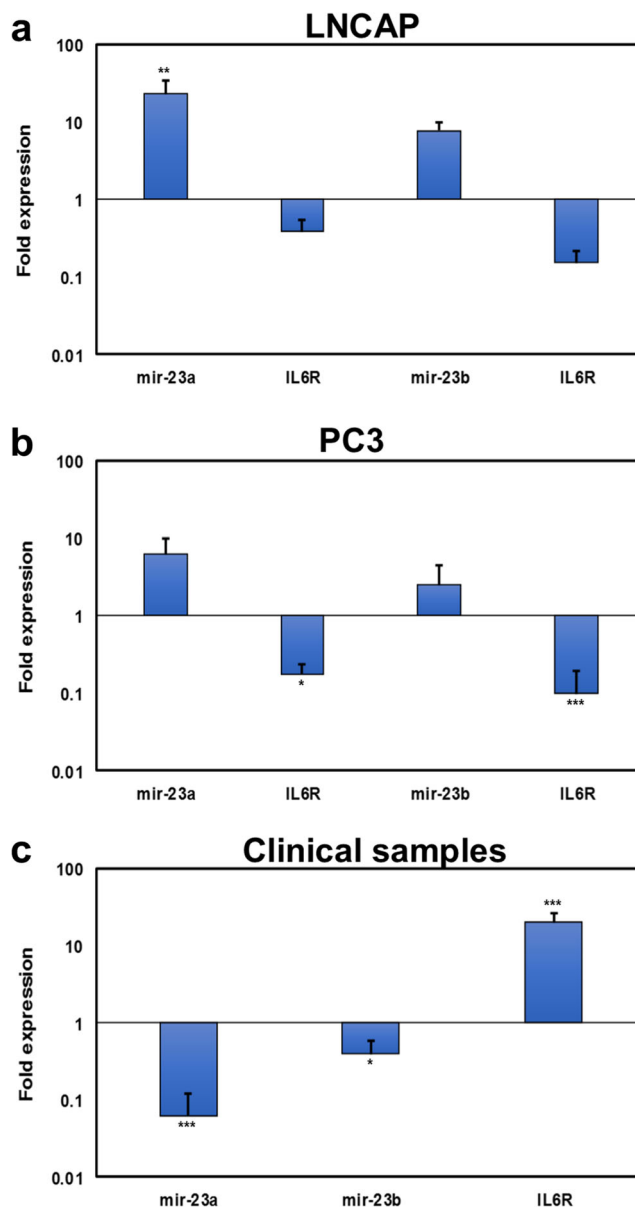 a
LNCAP
Fold expression
100
10
1
0.1
0.01
**
mir-23a
IL6R
mir-23b
IL6R
b
PC3
Fold expression
100
10
1
0.1
0.01
*
***
mir-23a
IL6R
mir-23b
IL6R
c
Clinical samples
Fold expression
100
10
1
0.1
0.01
***
*
***
mir-23a
mir-23b
IL6R